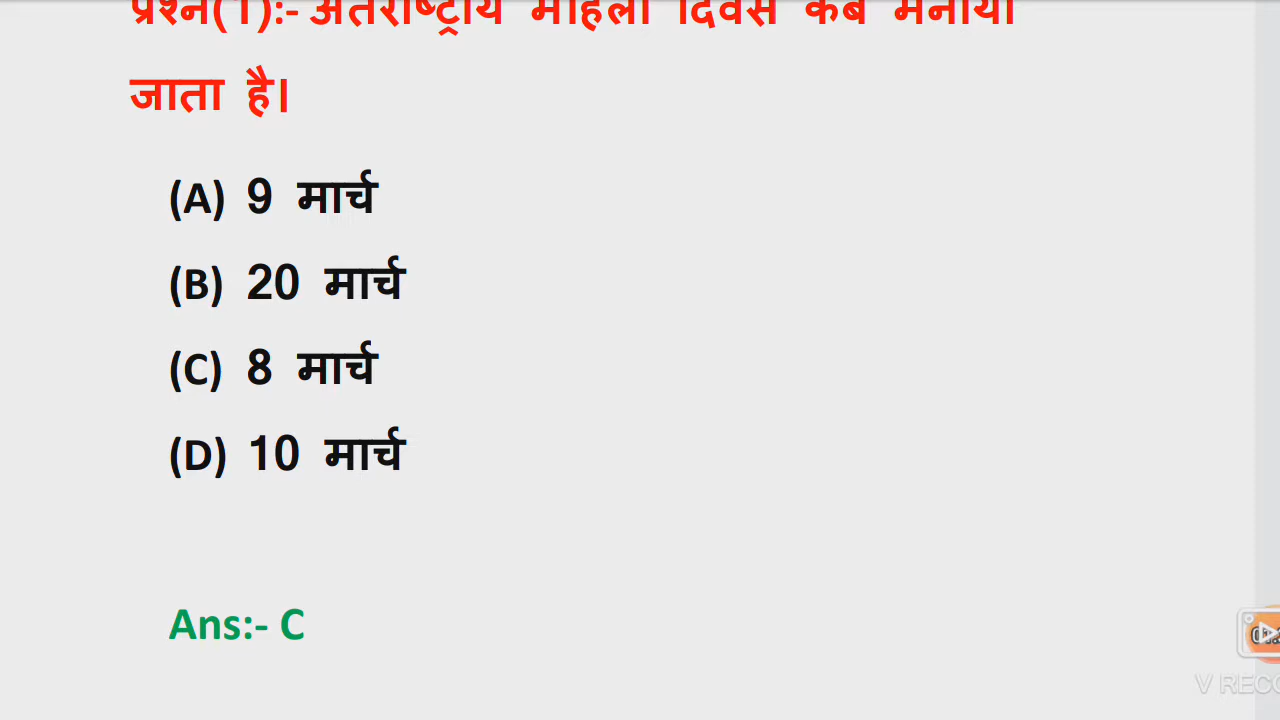 प्रश्न(1):- अंतर्राष्ट्रीय महिला दिवस कब मनाया
जाता है।
(A) 9 मार्च
(B) 20 मार्च
(C) 8 मार्च
(D) 10 मार्च
Ans:- C